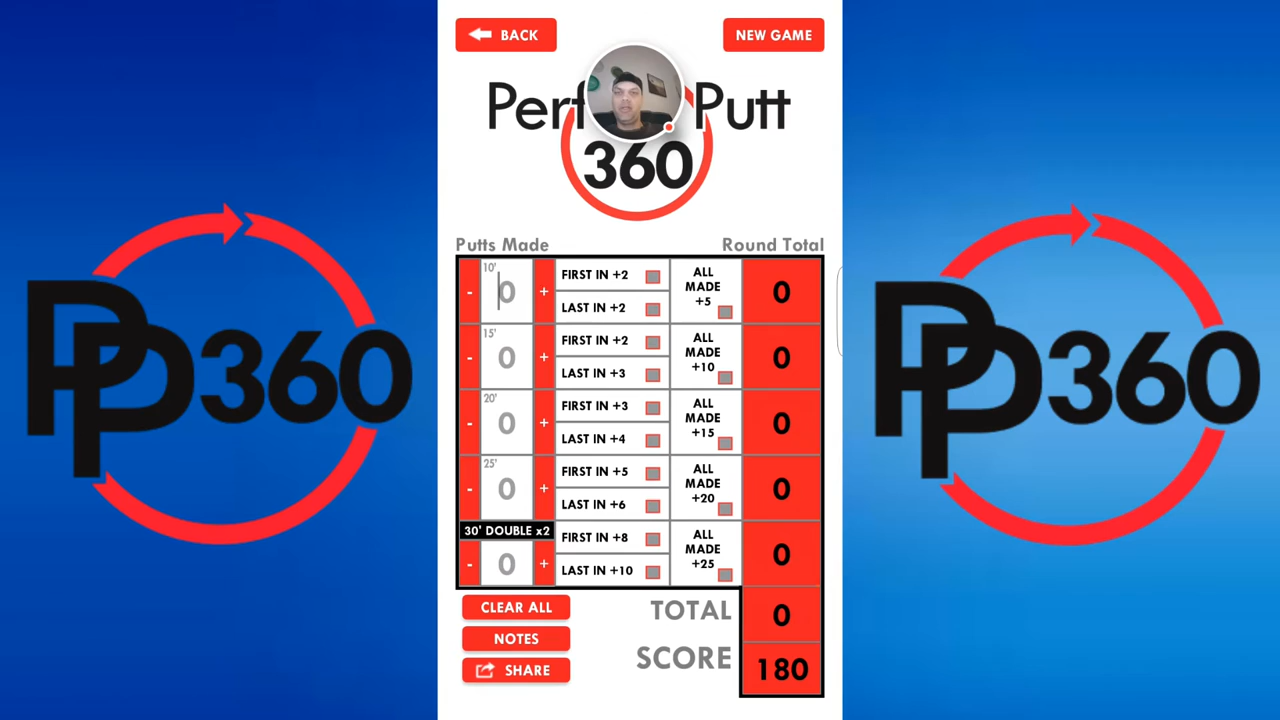 BACK
NEW GAME
Perf Putt
360
Putts Made
Round Total
10'
0
-
+
FIRST IN +2
LAST IN +2
ALL
MADE
+5
0
15'
0
-
+
FIRST IN +2
LAST IN +3
ALL
MADE
+10
0
20'
0
-
+
FIRST IN +3
LAST IN +4
ALL
MADE
+15
0
25'
0
-
+
FIRST IN +5
LAST IN +6
ALL
MADE
+20
0
30' DOUBLE x2
0
-
+
FIRST IN +8
LAST IN +10
ALL
MADE
+25
0
CLEAR ALL
NOTES
SHARE
TOTAL
0
SCORE
180
PP360
PP360